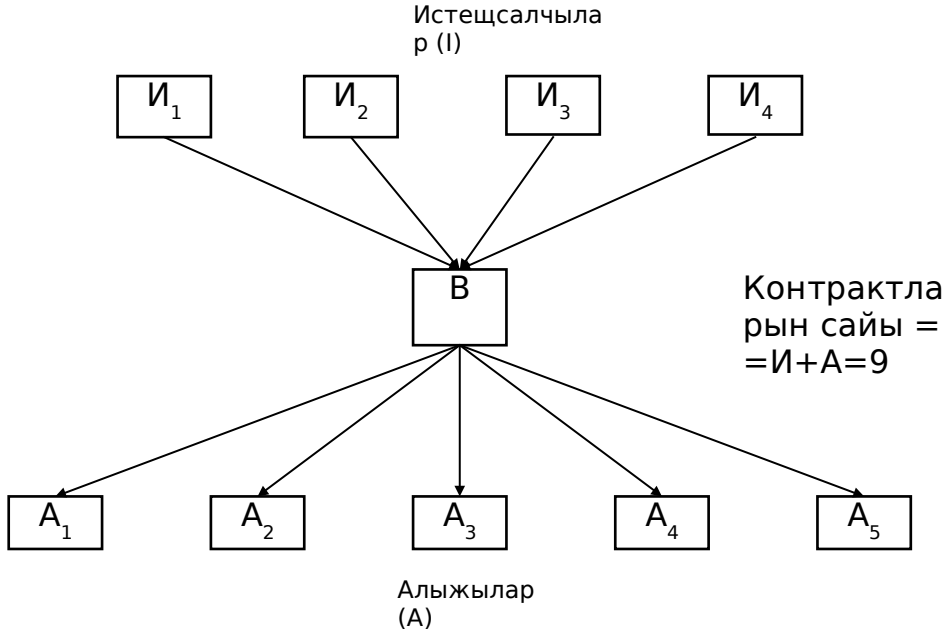 Истещсалчыла
р (I)
И1 И2 И3 И4
В
Контрактла
рын сайы =
=И+А=9
А1 А2 А3 А4 А5
Алыжылар
(А)